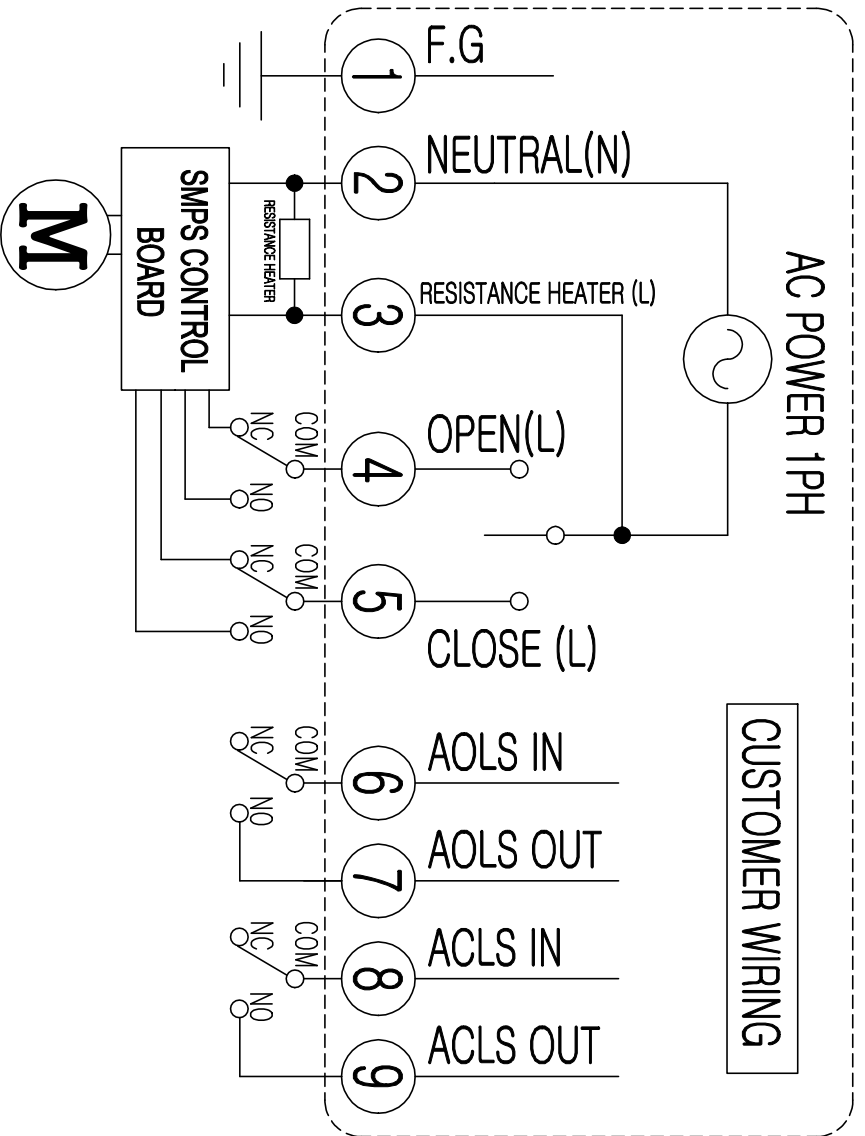 F.G
1
NEUTRAL(N)
2
RESISTANCE HEATER (L)
3
OPEN(L)
4
5
CLOSE (L)
AOLS IN
6
AOLS OUT
7
ACLS IN
8
ACLS OUT
9
AC POWER 1PH
CUSTOMER WIRING
RESISTANCE HEATER
SMPS CONTROL
BOARD
M
COM
NC
NO
COM
NC
NO
COM
NC
NO
COM
NC
NO